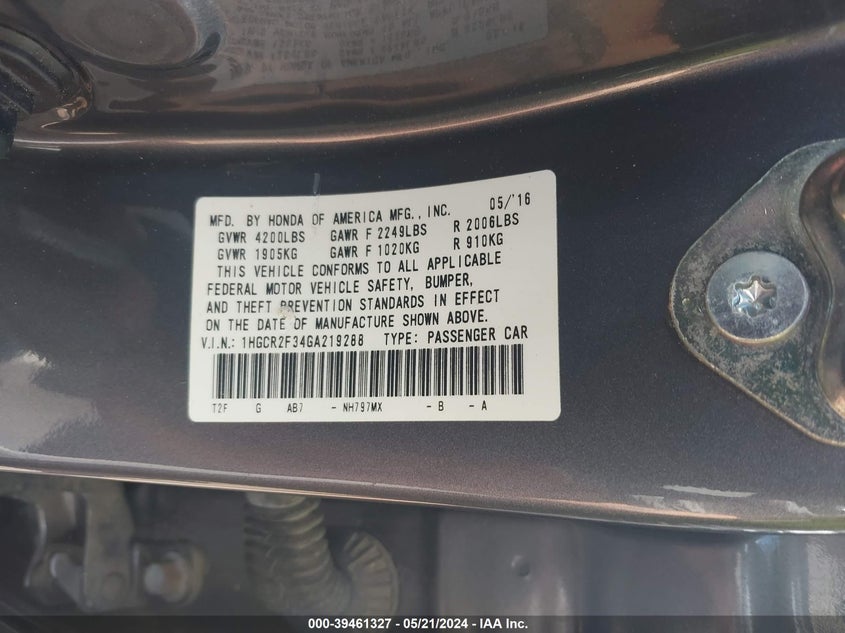 MFD. BY HONDA OF AMERICA MFG., INC. 05/'16
GVWR 4200LBS GAWR F 2249LBS R 2006LBS
GVWR 1905KG GAWR F 1020KG R 910KG
THIS VEHICLE CONFORMS TO ALL APPLICABLE
FEDERAL MOTOR VEHICLE SAFETY, BUMPER,
AND THEFT PREVENTION STANDARDS IN EFFECT
ON THE DATE OF MANUFACTURE SHOWN ABOVE.
V.I.N.: 1HGCR2F34GA219288 TYPE: PASSENGER CAR
T2F G AB7 - NH797MX - B - A
000-39461327 / 05/21/2024 - IAA Inc.